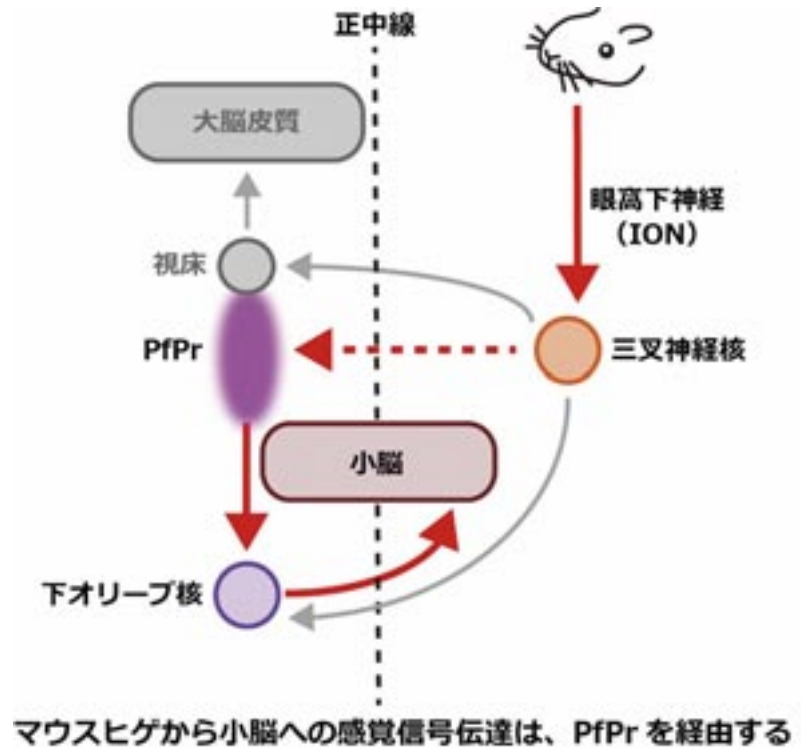 正中線
大脳皮質
眼高下神経
（ION）
視床
PfPr
三叉神経核
小脳
下オリーブ核
マウスヒゲから小脳への感覚信号伝達は、PfPrを経由する